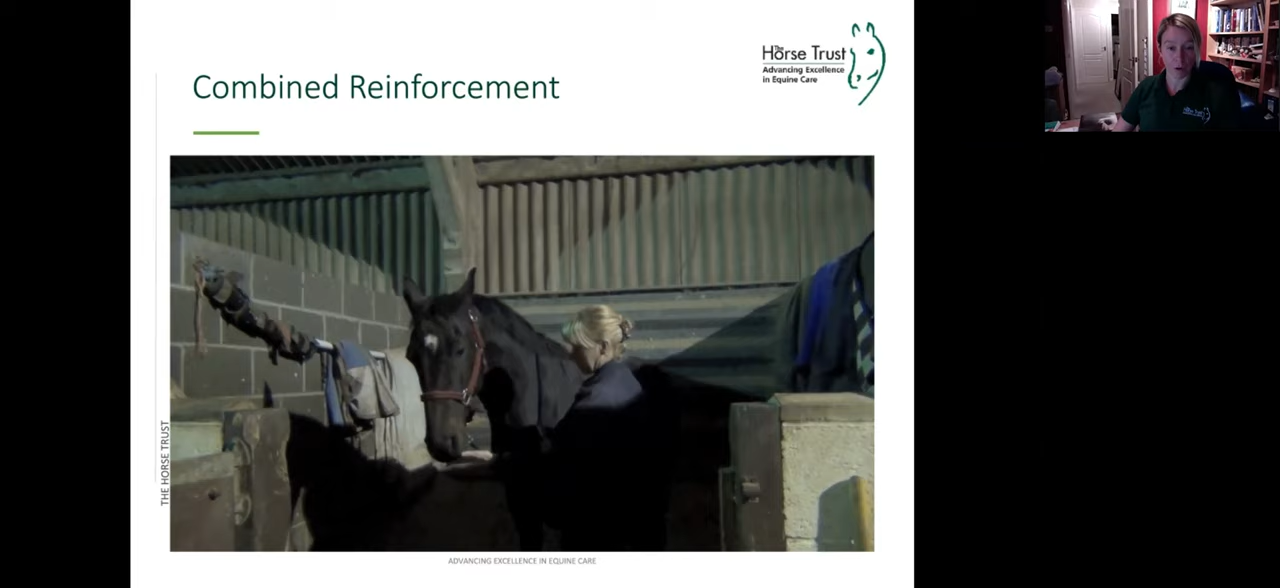 Combined Reinforcement
The
Horse Trust
Advancing Excellence
in Equine Care
THE HORSE TRUST
ADVANCING EXCELLENCE IN EQUINE CARE